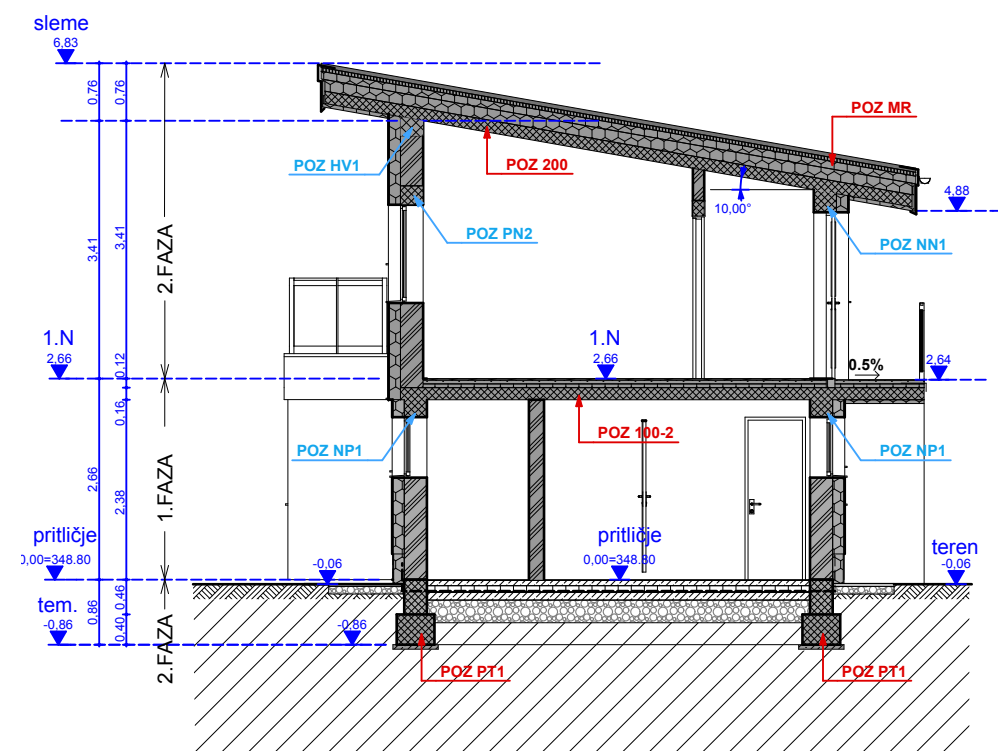 sleme
6,83
0,76
0,76
POZ MR
POZ HV1
POZ 200
10,00°
4,88
POZ PN2
POZ NN1
3,41
3,41
2.FAZA
1.N
2,66
1.N
2,66
0.5%
2,64
0,12
0,16
POZ NP1
POZ 100-2
POZ NP1
2,66
2,38
1.FAZA
pritličje
0,00=348.80
-0,06
pritličje
0,00=348.80
teren
-0,06
tem.
-0,86
0,86
0,46
0,40
-0,86
2.FAZA
POZ PT1
POZ PT1